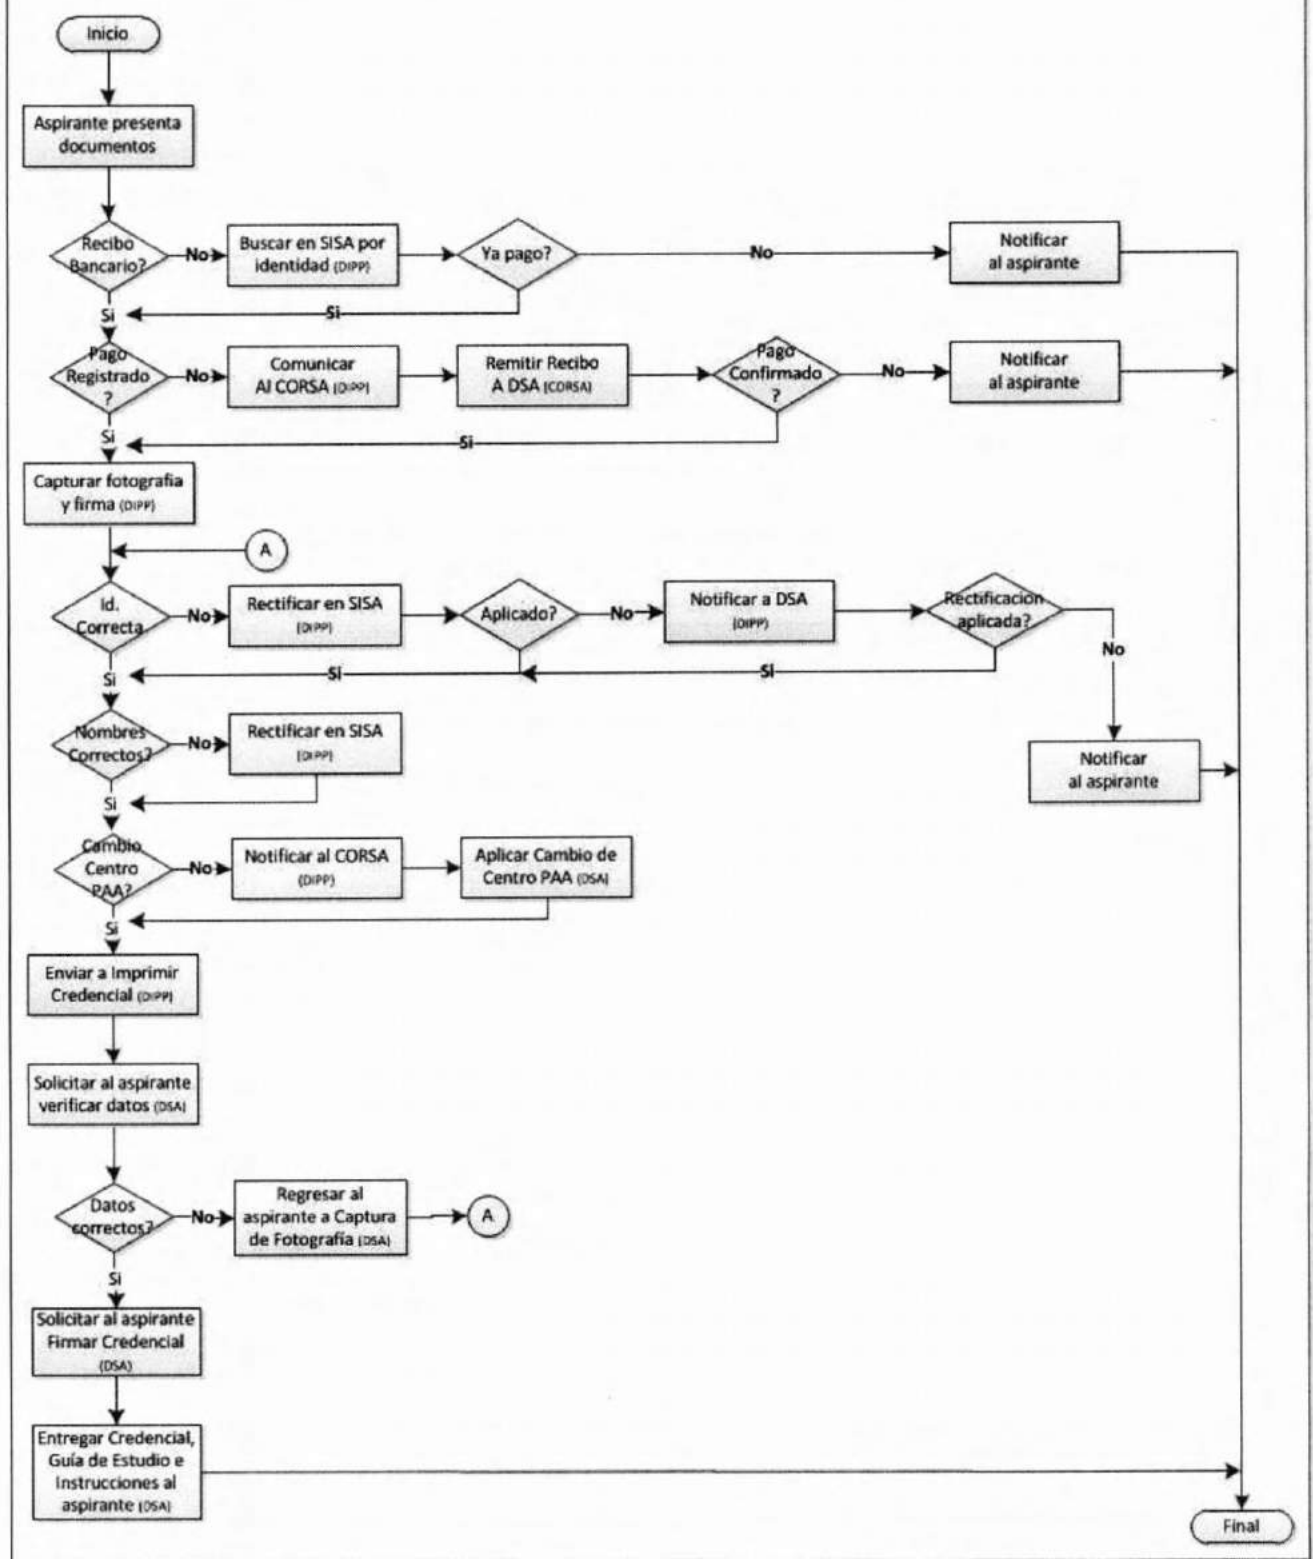 Inicio
Aspirante presenta
documentos
Recibo
Bancario?
No
Buscar en SISA por
identidad (DIPP)
Ya pago?
No
Notificar
al aspirante
Si
Si
Pago
Registrado
?
No
Comunicar
Al CORSA (DIPP)
Remitir Recibo
A DSA (CORSA)
Pago
Confirmado
?
No
Notificar
al aspirante
Si
Si
Capturar fotografia
y firma (DIPP)
A
Id.
Correcta
No
Rectificar en SISA
(DIPP)
Aplicado?
No
Notificar a DSA
(DIPP)
Rectificacion
aplicada?
No
Si
Si
Si
Nombres
Correctos?
No
Rectificar en SISA
(DIPP)
Notificar
al aspirante
Si
Cambio
Centro
PAA?
No
Notificar al CORSA
(DIPP)
Aplicar Cambio de
Centro PAA (DSA)
Si
Enviar a Imprimir
Credencial (DIPP)
Solicitar al aspirante
verificar datos (DSA)
Datos
correctos?
No
Regresar al
aspirante a Captura
de Fotografía (DSA)
A
Si
Solicitar al aspirante
Firmar Credencial
(DSA)
Entregar Credencial,
Guía de Estudio e
Instrucciones al
aspirante (DSA)
Final